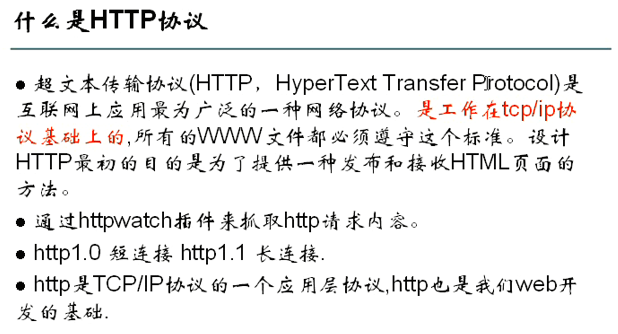 什么是HTTP协议
● 超文本传输协议(HTTP，HyperText Transfer Protocol)是
互联网上应用最为广泛的一种网络协议。是工作在tcp/ip协
议基础上的,所有的WWW文件都必须遵守这个标准。设计
HTTP最初的目的是为了提供一种发布和接收HTML页面的
方法。
● 通过httpwatch插件来抓取http请求内容。
● http1.0 短连接 http1.1 长连接.
● http是TCP/IP协议的一个应用层协议,http也是我们web开
发的基础.